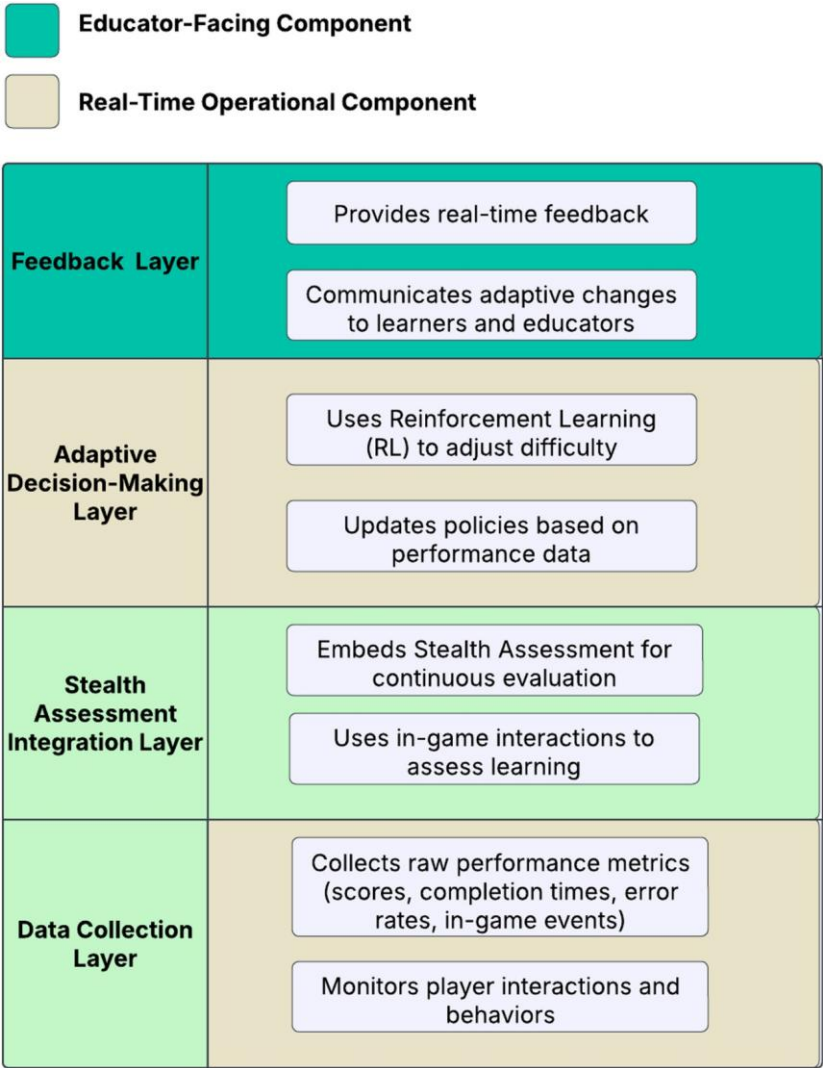 Educator-Facing Component
Real-Time Operational Component
Feedback Layer
Provides real-time feedback
Communicates adaptive changes
to learners and educators
Adaptive
Decision-Making
Layer
Uses Reinforcement Learning
(RL) to adjust difficulty
Updates policies based on
performance data
Stealth
Assessment
Integration Layer
Embeds Stealth Assessment for
continuous evaluation
Uses in-game interactions to
assess learning
Data Collection
Layer
Collects raw performance metrics
(scores, completion times, error
rates, in-game events)
Monitors player interactions and
behaviors